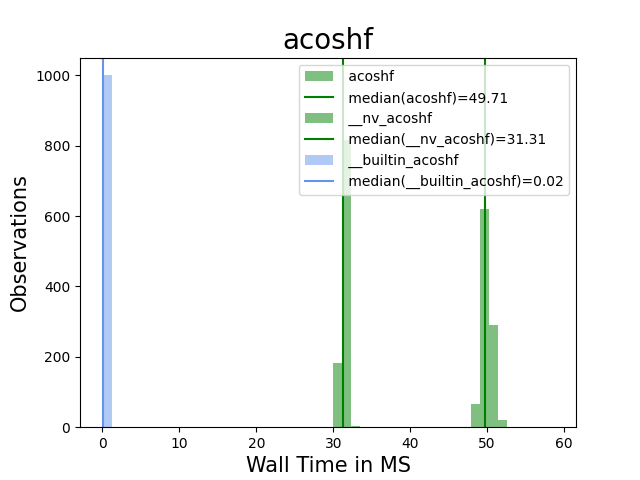 acoshf
1000
800
600
400
200
0
Observations
acoshf
median(acoshf)=49.71
__nv_acoshf
median(__nv_acoshf)=31.31
__builtin_acoshf
median(__builtin_acoshf)=0.02
0 10 20 30 40 50 60
Wall Time in MS